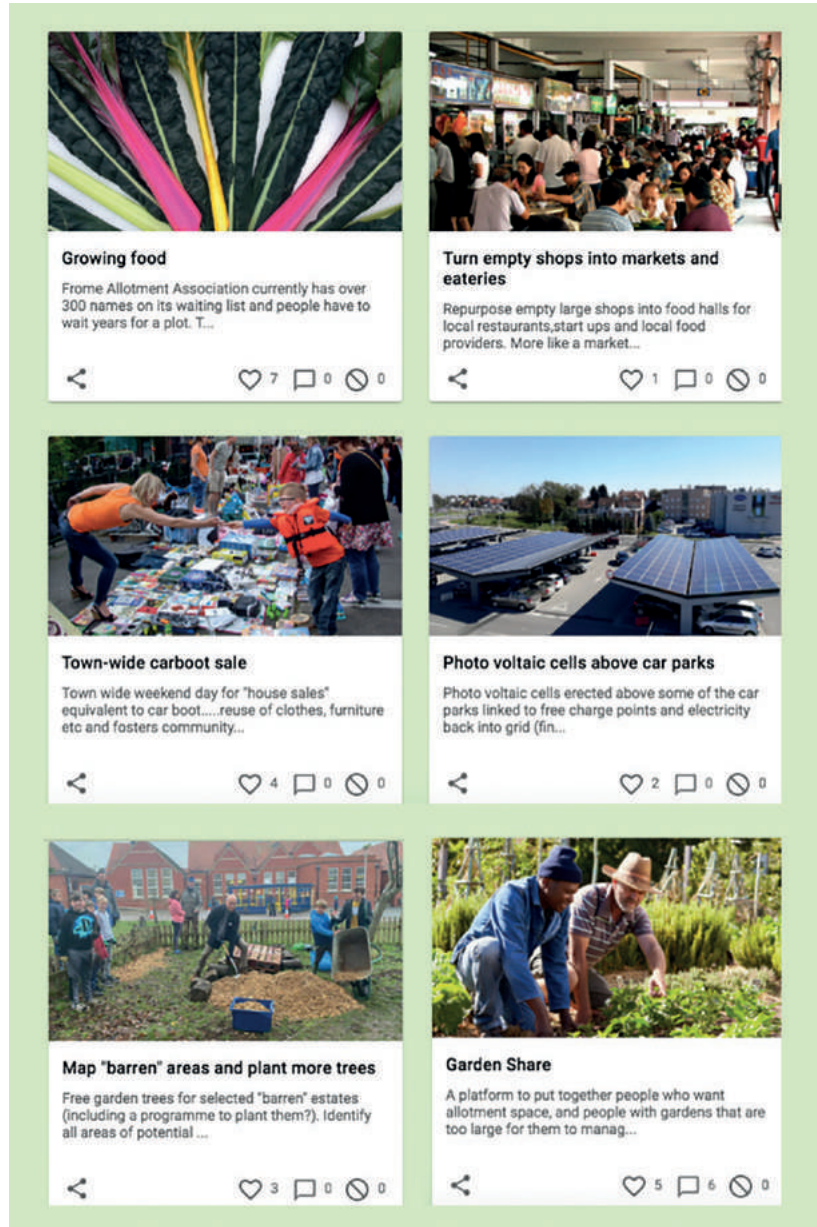 Growing food
Frome Allotment Association currently has over
300 names on its waiting list and people have to
wait years for a plot. T...
7 0 0
Turn empty shops into markets and
eateries
Repurpose empty large shops into food halls for
local restaurants,start ups and local food
providers. More like a market...
1 0 0
Town-wide carboot sale
Town wide weekend day for "house sales"
equivalent to car boot.....reuse of clothes, furniture
etc and fosters community...
4 0 0
Photo voltaic cells above car parks
Photo voltaic cells erected above some of the car
parks linked to free charge points and electricity
back into grid (fin...
2 0 0
Map "barren" areas and plant more trees
Free garden trees for selected "barren" estates
(including a programme to plant them?). Identify
all areas of potential ...
3 0 0
Garden Share
A platform to put together people who want
allotment space, and people with gardens that are
too large for them to manag...
5 6 0